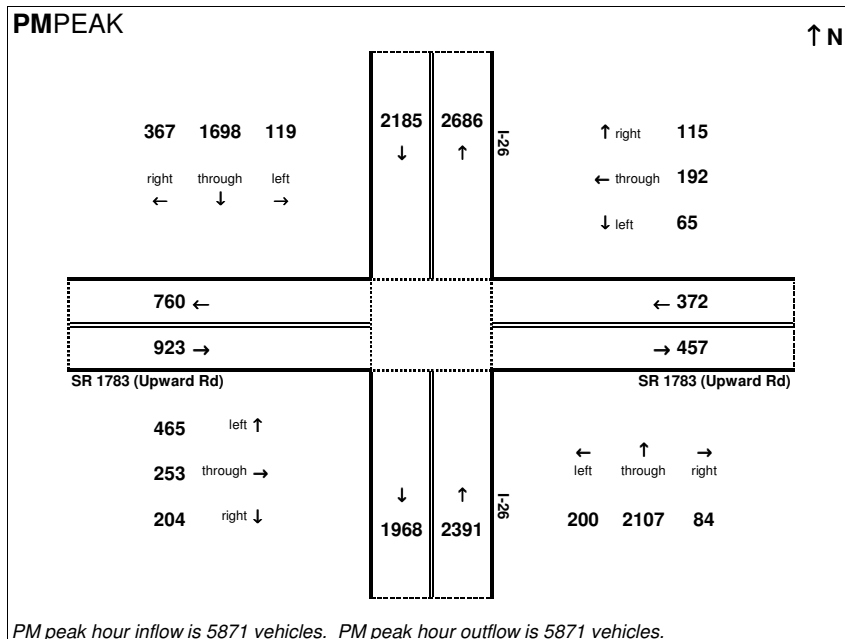 PMPEAK
↑ N
367 1698 119
right through left
← ↓ →
2185 2686
↓ ↑
I-26
↑ right 115
← through 192
↓ left 65
760 ←
923 →
← 372
→ 457
SR 1783 (Upward Rd)
SR 1783 (Upward Rd)
465 left ↑
253 through →
204 right ↓
↓ ↑
1968 2391
I-26
← ↑ →
left through right
200 2107 84
PM peak hour inflow is 5871 vehicles. PM peak hour outflow is 5871 vehicles.